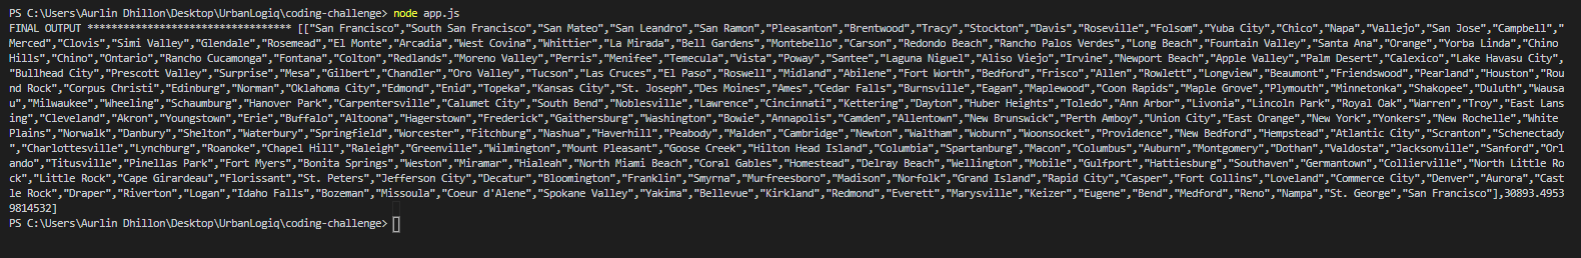 PS C:\Users\Aurlin Dhillon\Desktop\UrbanLogiq\coding-challenge> node app.js
FINAL OUTPUT ********************************** [["San Francisco","South San Francisco","San Mateo","San Leandro","San Ramon","Pleasanton","Brentwood","Tracy","Stockton","Davis","Roseville","Folsom","Yuba City","Chico","Napa","Vallejo","San Jose","Campbell","
Merced","Clovis","Simi Valley","Glendale","Rosemead","El Monte","Arcadia","West Covina","Whittier","La Mirada","Bell Gardens","Montebello","Carson","Redondo Beach","Rancho Palos Verdes","Long Beach","Fountain Valley","Santa Ana","Orange","Yorba Linda","Chino
Hills","Chino","Ontario","Rancho Cucamonga","Fontana","Colton","Redlands","Moreno Valley","Perris","Menifee","Temecula","Vista","Poway","Santee","Laguna Niguel","Aliso Viejo","Irvine","Newport Beach","Apple Valley","Palm Desert","Calexico","Lake Havasu City",
"Bullhead City","Prescott Valley","Surprise","Mesa","Gilbert","Chandler","Oro Valley","Tucson","Las Cruces","El Paso","Roswell","Midland","Abilene","Fort Worth","Bedford","Frisco","Allen","Rowlett","Longview","Beaumont","Friendswood","Pearland","Houston","Rou
nd Rock","Corpus Christi","Edinburg","Norman","Oklahoma City","Edmond","Enid","Topeka","Kansas City","St. Joseph","Des Moines","Ames","Cedar Falls","Burnsville","Eagan","Maplewood","Coon Rapids","Maple Grove","Plymouth","Minnetonka","Shakopee","Duluth","Wausa
u","Milwaukee","Wheeling","Schaumburg","Hanover Park","Carpentersville","Calumet City","South Bend","Noblesville","Lawrence","Cincinnati","Kettering","Dayton","Huber Heights","Toledo","Ann Arbor","Livonia","Lincoln Park","Royal Oak","Warren","Troy","East Lans
ing","Cleveland","Akron","Youngstown","Erie","Buffalo","Altoona","Hagerstown","Frederick","Gaithersburg","Washington","Bowie","Annapolis","Camden","Allentown","New Brunswick","Perth Amboy","Union City","East Orange","New York","Yonkers","New Rochelle","White
Plains","Norwalk","Danbury","Shelton","Waterbury","Springfield","Worcester","Fitchburg","Nashua","Haverhill","Peabody","Malden","Cambridge","Newton","Waltham","Woburn","Woonsocket","Providence","New Bedford","Hempstead","Atlantic City","Scranton","Schenectady
","Charlottesville","Lynchburg","Roanoke","Chapel Hill","Raleigh","Greenville","Wilmington","Mount Pleasant","Goose Creek","Hilton Head Island","Columbia","Spartanburg","Macon","Columbus","Auburn","Montgomery","Dothan","Valdosta","Jacksonville","Sanford","Orl
ando","Titusville","Pinellas Park","Fort Myers","Bonita Springs","Weston","Miramar","Hialeah","North Miami Beach","Coral Gables","Homestead","Delray Beach","Wellington","Mobile","Gulfport","Hattiesburg","Southaven","Germantown","Collierville","North Little Ro
ck","Little Rock","Cape Girardeau","Florissant","St. Peters","Jefferson City","Decatur","Bloomington","Franklin","Smyrna","Murfreesboro","Madison","Norfolk","Grand Island","Rapid City","Casper","Fort Collins","Loveland","Commerce City","Denver","Aurora","Cast
le Rock","Draper","Riverton","Logan","Idaho Falls","Bozeman","Missoula","Coeur d'Alene","Spokane Valley","Yakima","Bellevue","Kirkland","Redmond","Everett","Marysville","Keizer","Eugene","Bend","Medford","Reno","Nampa","St. George","San Francisco"],30893.4953
9814532]
PS C:\Users\Aurlin Dhillon\Desktop\UrbanLogiq\coding-challenge>